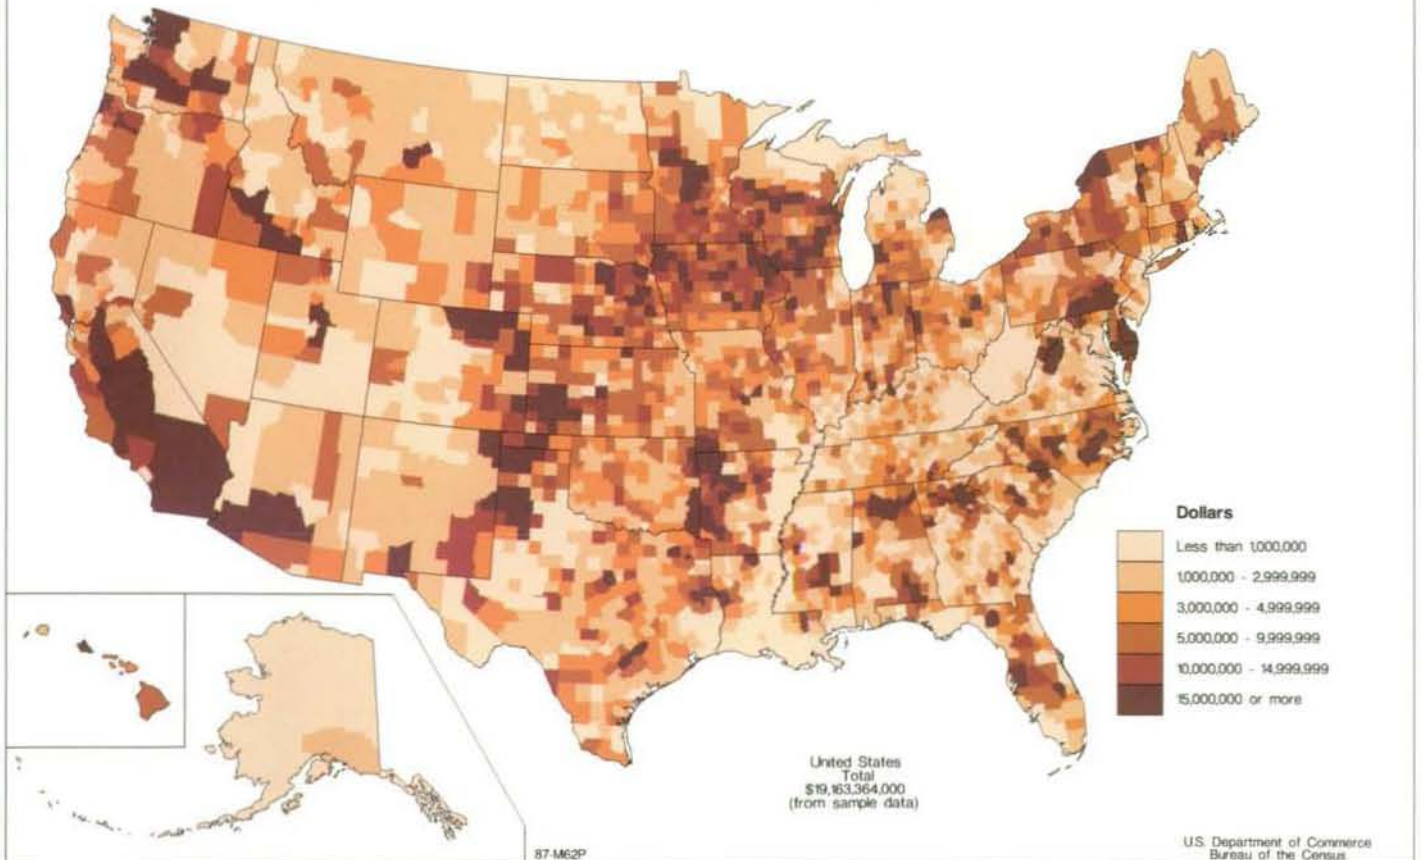 Dollars
Less than 1,000,000
1,000,000 - 2,999,999
3,000,000 - 4,999,999
5,000,000 - 9,999,999
10,000,000 - 14,999,999
15,000,000 or more
United States
Total
$19,163,364,000
(from sample data)
87-M62P
U.S. Department of Commerce
Bureau of the Census